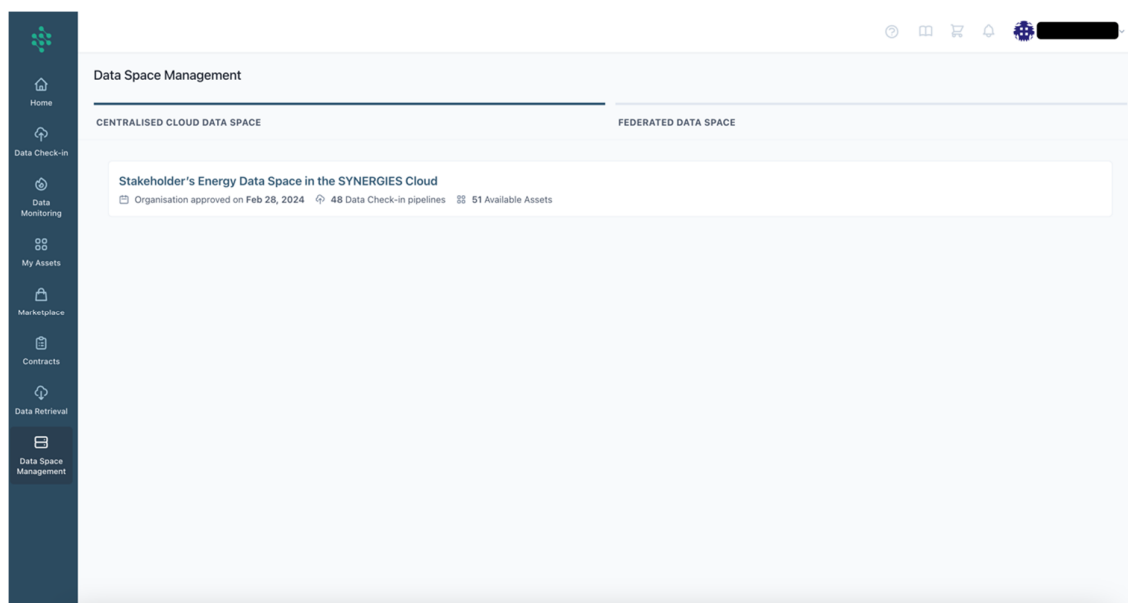 Data Space Management
CENTRALISED CLOUD DATA SPACE
FEDERATED DATA SPACE
Stakeholder's Energy Data Space in the SYNERGIES Cloud
Organisation approved on Feb 28, 2024 48 Data Check-in pipelines 51 Available Assets
Home
Data Check-in
Data
Monitoring
My Assets
Marketplace
Contracts
Data Retrieval
Data Space
Management